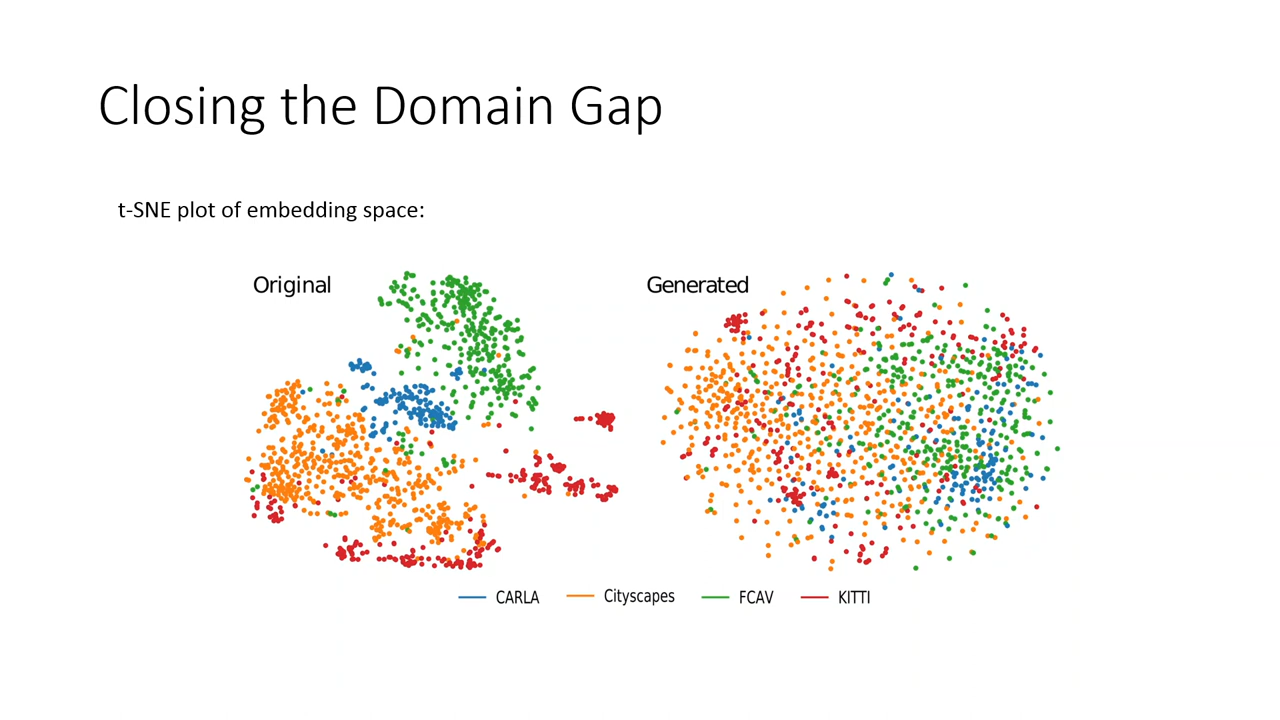 Closing the Domain Gap
t-SNE plot of embedding space:
Original
Generated
CARLA
Cityscapes
FCAV
KITTI